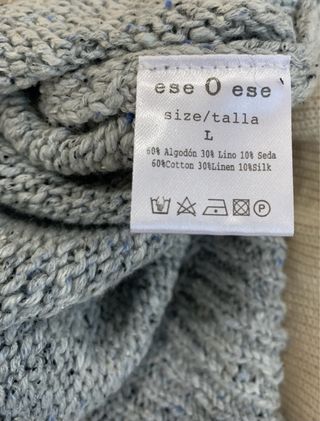 ese O ese
size/talla
L
60% Algodón 30% Lino 10% Seda
60%Cotton 30%Linen 10%Silk
P